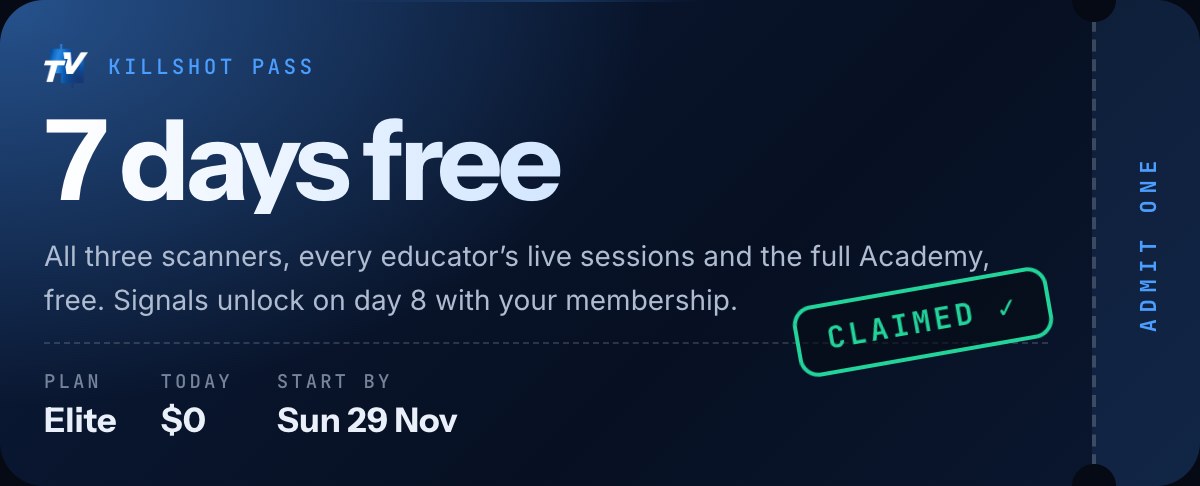 TV KILLSHOT PASS
7 days free
All three scanners, every educator’s live sessions and the full Academy,
free. Signals unlock on day 8 with your membership.
CLAIMED ✓
PLAN TODAY START BY
Elite $0 Sun 29 Nov
ADMIT ONE